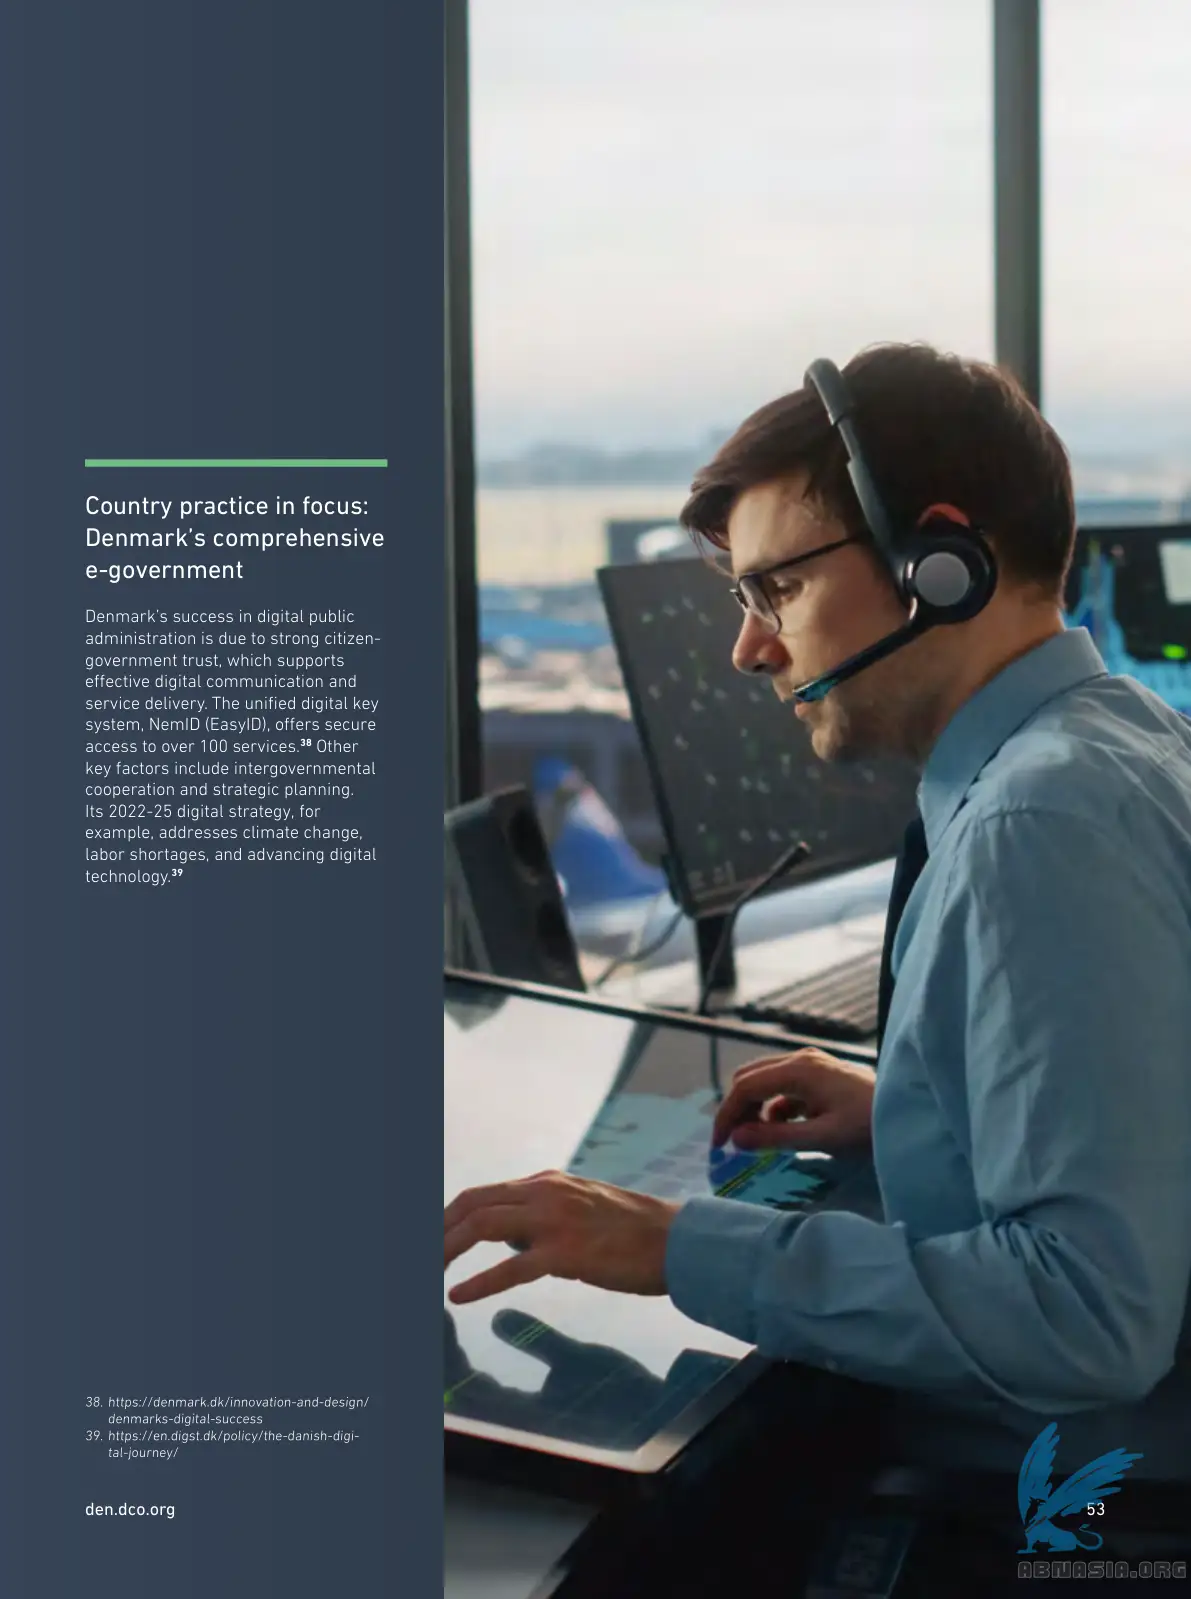 Country practice in focus:
Denmark’s comprehensive
e-government
Denmark’s success in digital public
administration is due to strong citizen-
government trust, which supports
effective digital communication and
service delivery. The unified digital key
system, NemID (EasyID), offers secure
access to over 100 services.38 Other
key factors include intergovernmental
cooperation and strategic planning.
Its 2022-25 digital strategy, for
example, addresses climate change,
labor shortages, and advancing digital
technology.39
38. https://denmark.dk/innovation-and-design/
denmarks-digital-success
39. https://en.digst.dk/policy/the-danish-digi-
tal-journey/
den.dco.org
53
ABNASIA.ORG